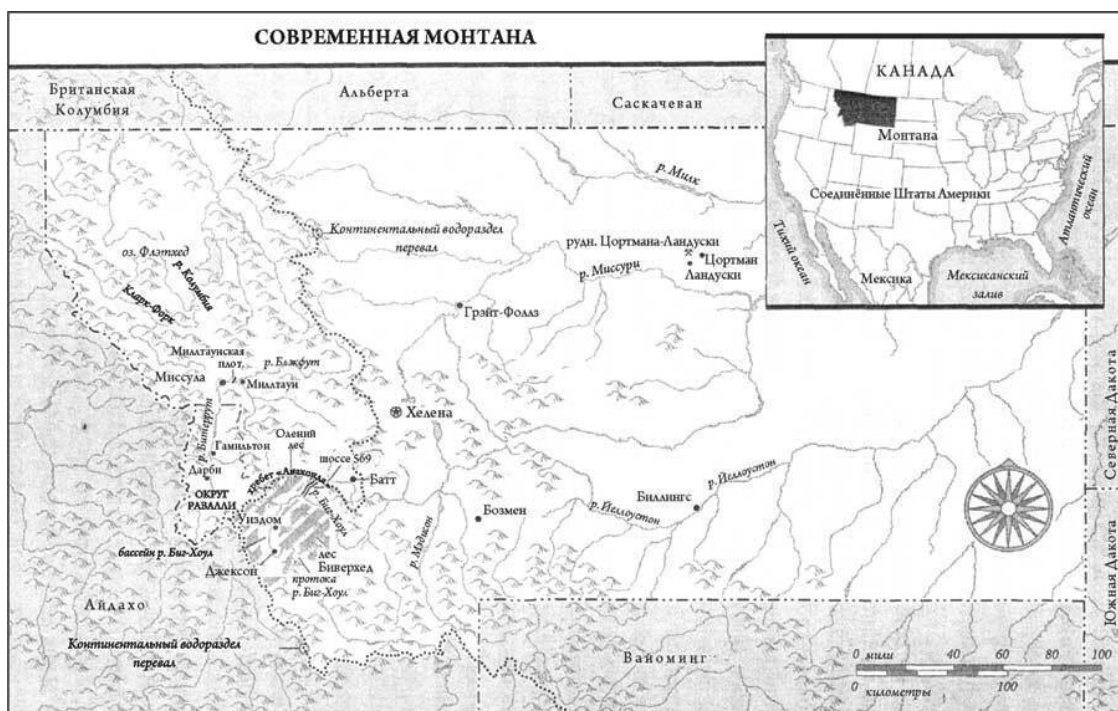 СОВРЕМЕННАЯ МОНТАНА
Британская
Колумбия
Альберта
Саскачеван
КАНАДА
Монтана
Соединённые Штаты Америки
Тихий океан
Атлантический
океан
Мексика
Мексиканский
залив
р. Милк
Континентальный водораздел
перевал
рудн. Цортмана-Ландуски
Цортман
Ландуски
р. Миссури
оз. Флэтхед
р. Колумбия
Кларк-Форк
Грэйт-Фоллз
Миллтаунская
плот.
р. Блэкфут
Миссула
Миллтаун
Хелена
р. Битеррут
Гамильтон
Олений
лес
шоссе 569
Дарби
хребет «Анаконда»
Батт
ОКРУГ
РАВАЛЛИ
р. Биг-Хоул
Уиздом
Бозмен
Биллингс
р. Йеллоустон
р. Йеллоустон
бассейн р. Биг-Хоул
Джексон
лес
Биверхед
протока
р. Биг-Хоул
р. Мэдисон
Айдахо
Континентальный водораздел
перевал
Вайоминг
Северная Дакота
Южная Дакота
0 мили 20 40 60 80 100
0 километры 100